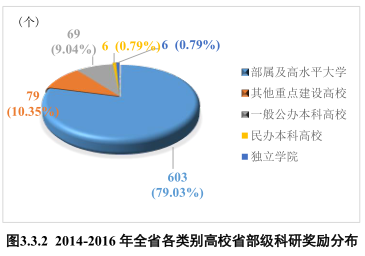 (个)
69
(9.04%)
6 (0.79%)
6 (0.79%)
79
(10.35%)
603
(79.03%)
部属及高水平大学
其他重点建设高校
一般公办本科高校
民办本科高校
独立学院
图3.3.2 2014-2016 年全省各类别高校省部级科研奖励分布